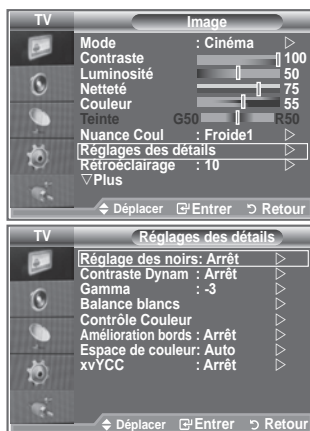 TV Image
Mode : Cinéma ▷
Contraste 100
Luminosité 50
Netteté 75
Couleur 55
Teinte G50 R50
Nuance Coul : Froide1 ▷
Réglages des détails ▷
Rétroéclairage : 10 ▷
▽Plus
Déplacer Entrer Retour
TV Réglages des détails
Réglage des noirs: Arrêt ▷
Contraste Dynam : Arrêt ▷
Gamma : -3 ▷
Balance blancs ▷
Contrôle Couleur ▷
Amélioration bords : Arrêt ▷
Espace de couleur: Auto ▷
xvYCC : Arrêt ▷
Déplacer Entrer Retour